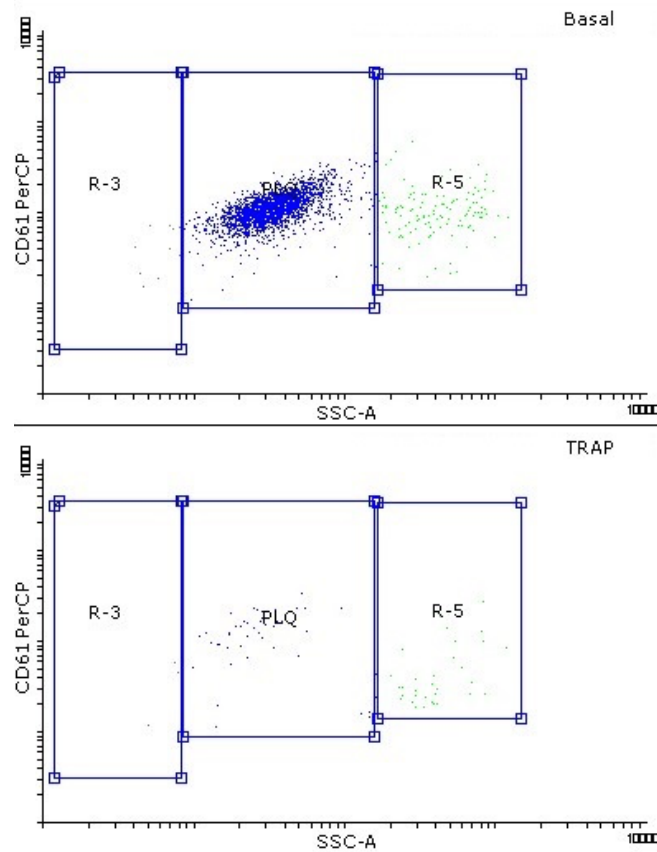 Basal
CD61 PerCP
R-3
PLQ
R-5
SSC-A
TRAP
CD61 PerCP
R-3
PLQ
R-5
SSC-A